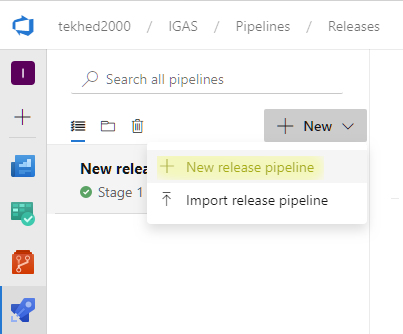 tekhed2000 / IGAS / Pipelines / Releases
I
Search all pipelines
New
New relea
New release pipeline
Stage 1
Import release pipeline